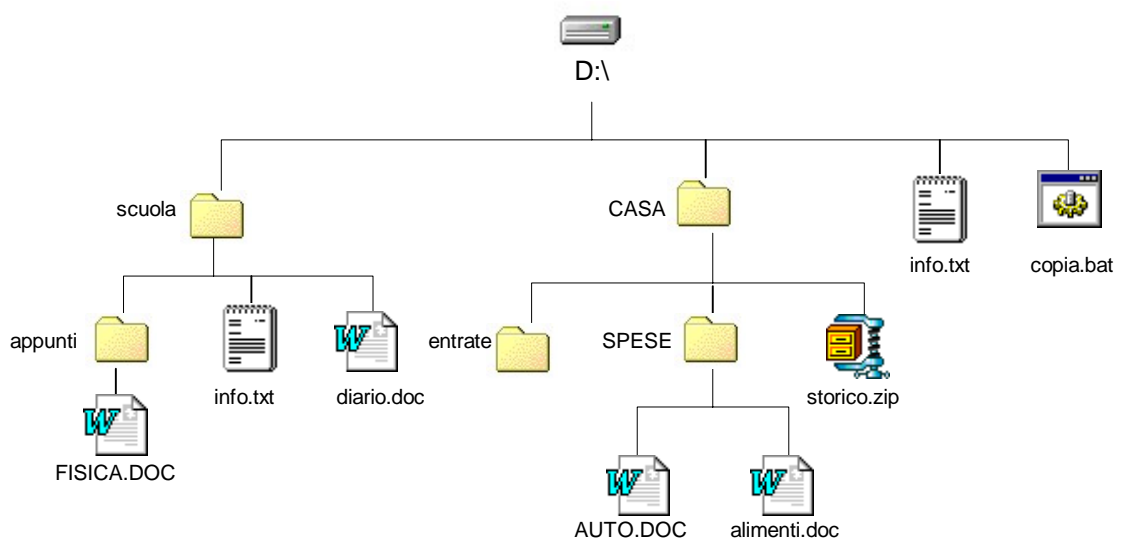 D:\
scuola
CASA
info.txt
copia.bat
appunti
info.txt
diario.doc
entrate
SPESE
storico.zip
FISICA.DOC
AUTO.DOC
alimenti.doc